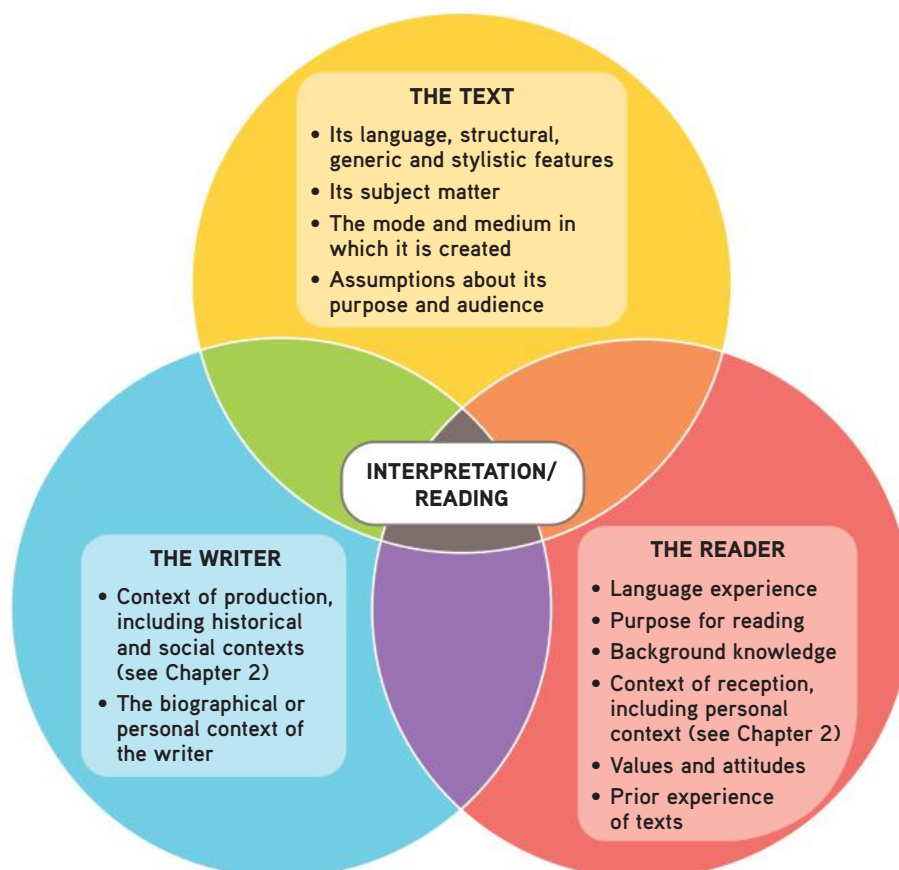 THE TEXT
• Its language, structural,
generic and stylistic features
• Its subject matter
• The mode and medium in
which it is created
• Assumptions about its
purpose and audience
INTERPRETATION/
READING
THE WRITER
• Context of production,
including historical
and social contexts
(see Chapter 2)
• The biographical or
personal context of
the writer
THE READER
• Language experience
• Purpose for reading
• Background knowledge
• Context of reception,
including personal
context (see Chapter 2)
• Values and attitudes
• Prior experience
of texts